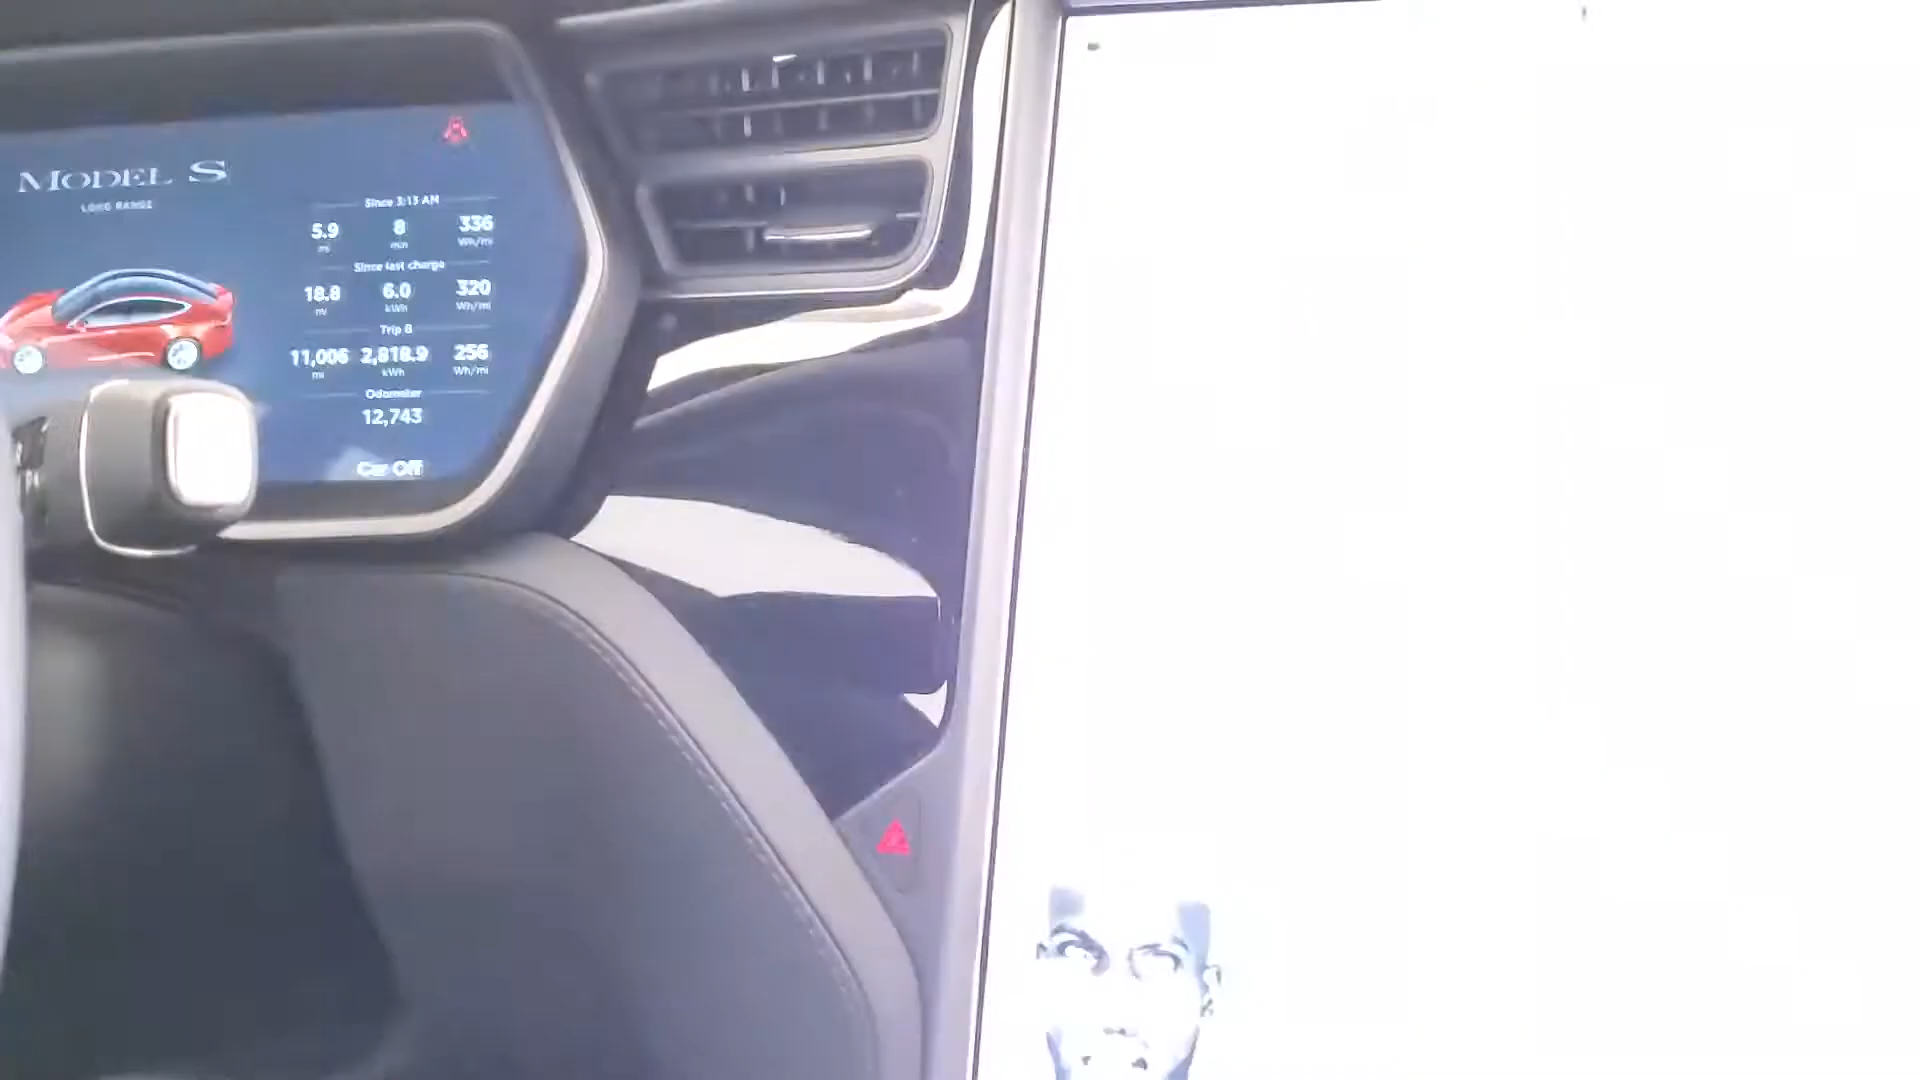 MODEL S
LONG RANGE
Since 3:13 AM
5.9 8 336
mi min Wh/mi
Since last charge
18.8 6.0 320
mi kWh Wh/mi
Trip B
11,006 2,818.9 256
mi kWh Wh/mi
Odometer
12,743
Car Off